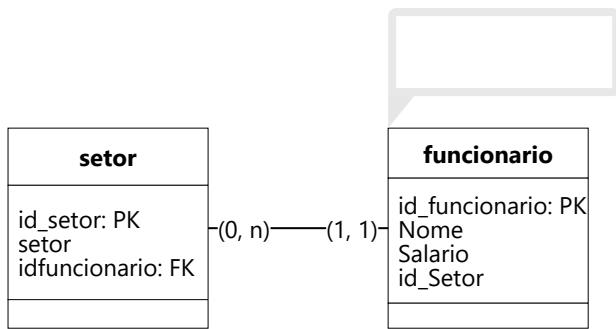 setor
id_setor: PK
setor
idfuncionario: FK
(0, n)
(1, 1)
funcionario
id_funcionario: PK
Nome
Salario
id_Setor